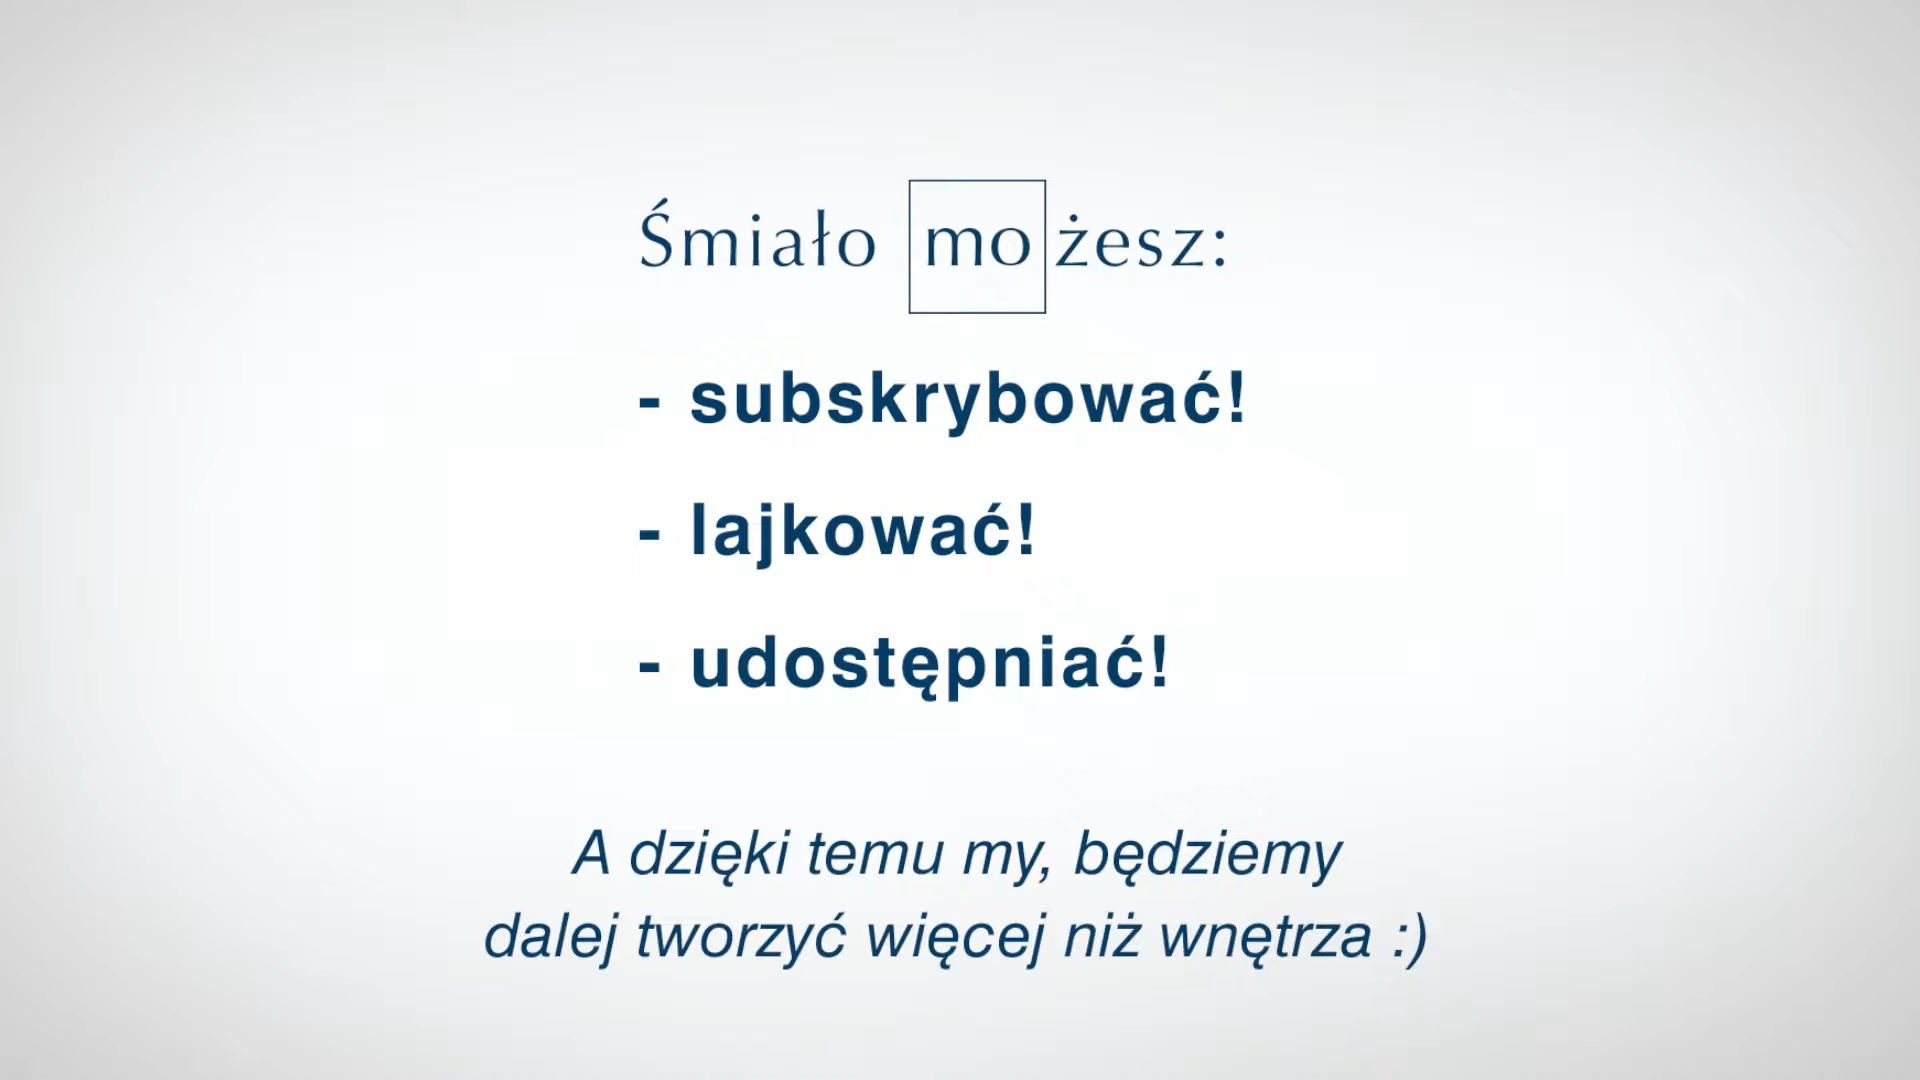 Śmiało możesz:
- subskrybować!
- lajkować!
- udostępniać!
A dzięki temu my, będziemy
dalej tworzyć więcej niż wnętrza :)